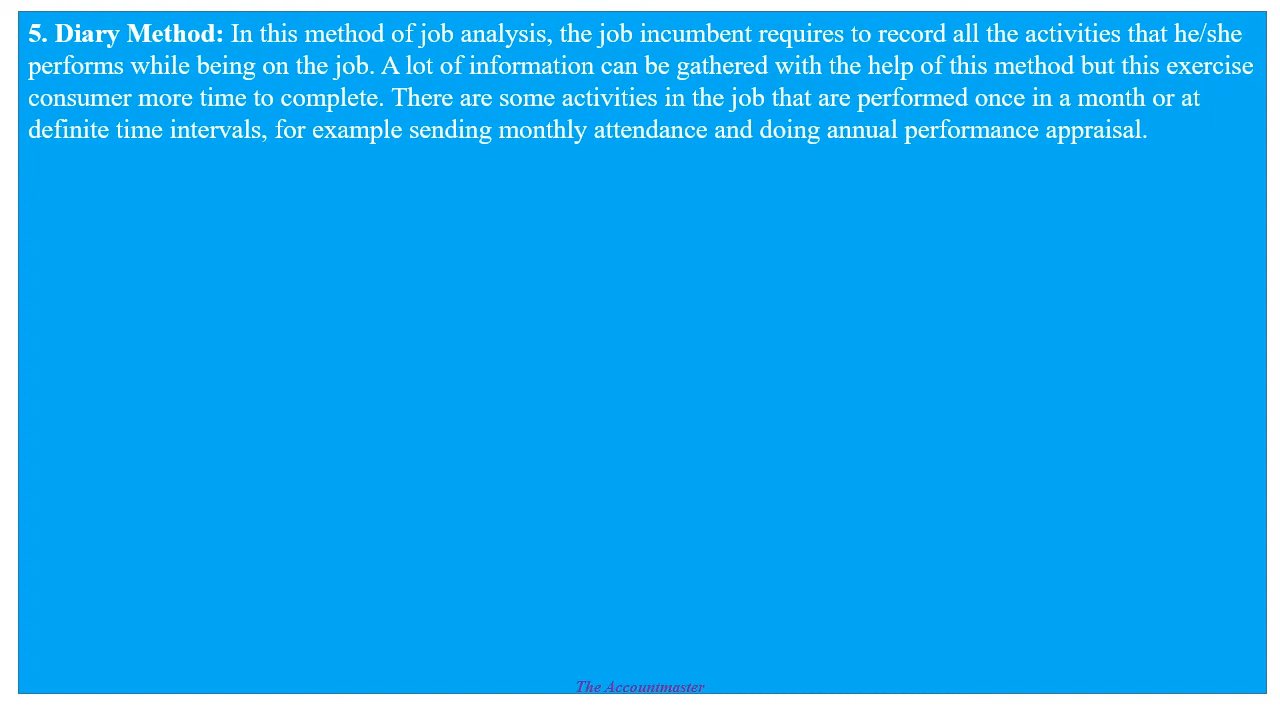 5. Diary Method: In this method of job analysis, the job incumbent requires to record all the activities that he/she
performs while being on the job. A lot of information can be gathered with the help of this method but this exercise
consumer more time to complete. There are some activities in the job that are performed once in a month or at
definite time intervals, for example sending monthly attendance and doing annual performance appraisal.
The Accountmaster